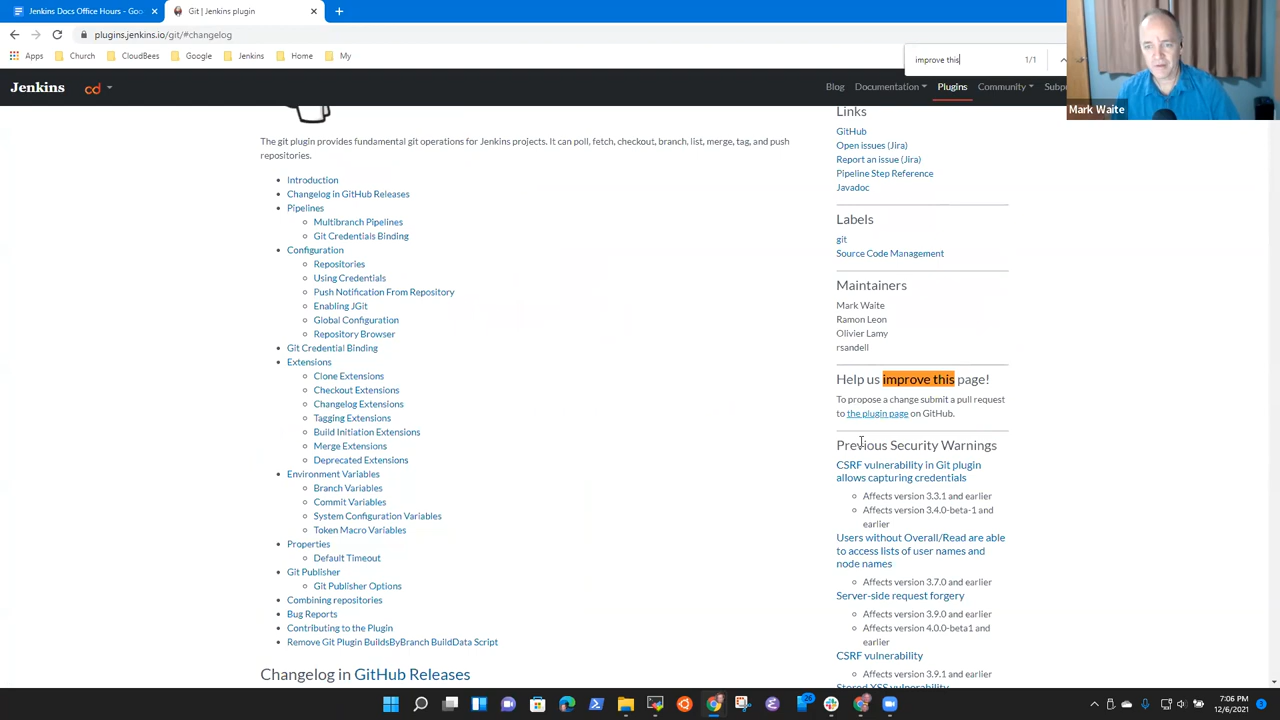 Jenkins Docs Office Hours - Goo
Git | Jenkins plugin
plugins.jenkins.io/git/#changelog
Apps
Church
CloudBees
Google
Jenkins
Home
My
improve this
1/1
Jenkins
cd
Blog
Documentation
Plugins
Community
Mark Waite
The git plugin provides fundamental git operations for Jenkins projects. It can poll, fetch, checkout, branch, list, merge, tag, and push
repositories.
Introduction
Changelog in GitHub Releases
Pipelines
Multibranch Pipelines
Git Credentials Binding
Configuration
Repositories
Using Credentials
Push Notification From Repository
Enabling JGit
Global Configuration
Repository Browser
Git Credential Binding
Extensions
Clone Extensions
Checkout Extensions
Changelog Extensions
Tagging Extensions
Build Initiation Extensions
Merge Extensions
Deprecated Extensions
Environment Variables
Branch Variables
Commit Variables
System Configuration Variables
Token Macro Variables
Properties
Default Timeout
Git Publisher
Git Publisher Options
Combining repositories
Bug Reports
Contributing to the Plugin
Remove Git Plugin BuildsByBranch BuildData Script
Changelog in GitHub Releases
Links
GitHub
Open issues (Jira)
Report an issue (Jira)
Pipeline Step Reference
Javadoc
Labels
git
Source Code Management
Maintainers
Mark Waite
Ramon Leon
Olivier Lamy
rsandell
Help us improve this page!
To propose a change submit a pull request
to the plugin page on GitHub.
Previous Security Warnings
CSRF vulnerability in Git plugin
allows capturing credentials
Affects version 3.3.1 and earlier
Affects version 3.4.0-beta-1 and
earlier
Users without Overall/Read are able
to access lists of user names and
node names
Affects version 3.7.0 and earlier
Server-side request forgery
Affects version 3.9.0 and earlier
Affects version 4.0.0-beta1 and
earlier
CSRF vulnerability
Affects version 3.9.1 and earlier
Stored XSS vulnerability
7:06 PM
12/6/2021